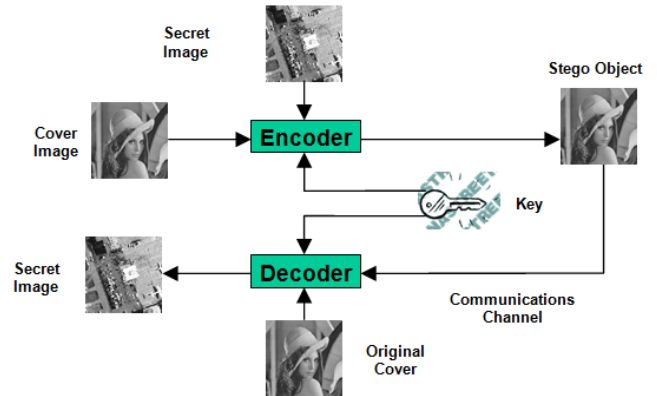 Secret
Image
Stego Object
Cover
Image
Encoder
Key
Secret
Image
Decoder
Communications
Channel
Original
Cover